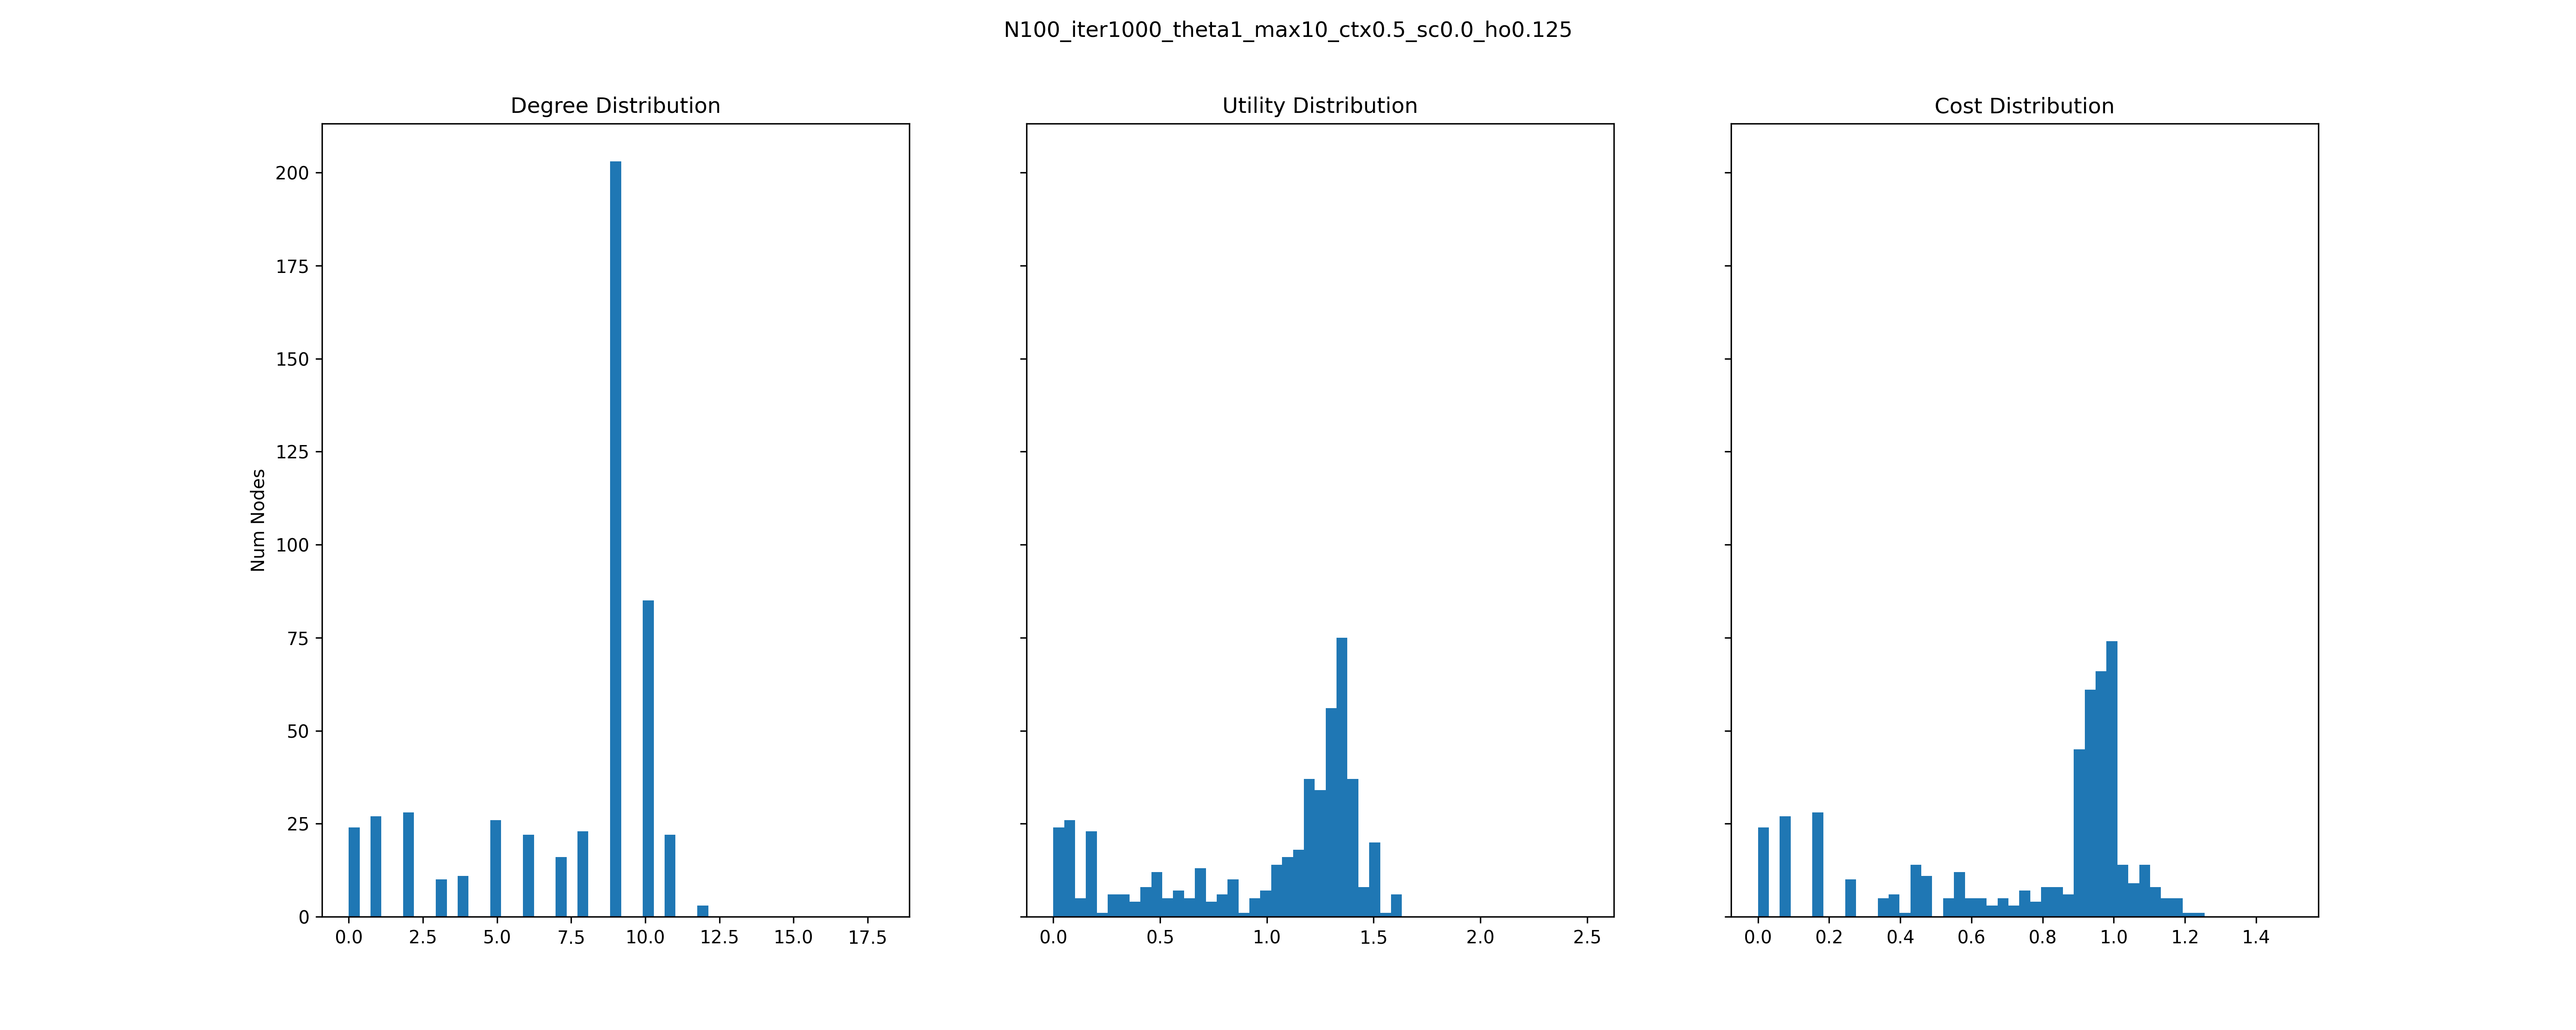 N100_iter1000_theta1_max10_ctx0.5_sc0.0_ho0.125
Degree Distribution
Utility Distribution
Cost Distribution
Num Nodes
200
175
150
125
100
75
50
25
0
0.0 2.5 5.0 7.5 10.0 12.5 15.0 17.5
0.0 0.5 1.0 1.5 2.0 2.5
0.0 0.2 0.4 0.6 0.8 1.0 1.2 1.4